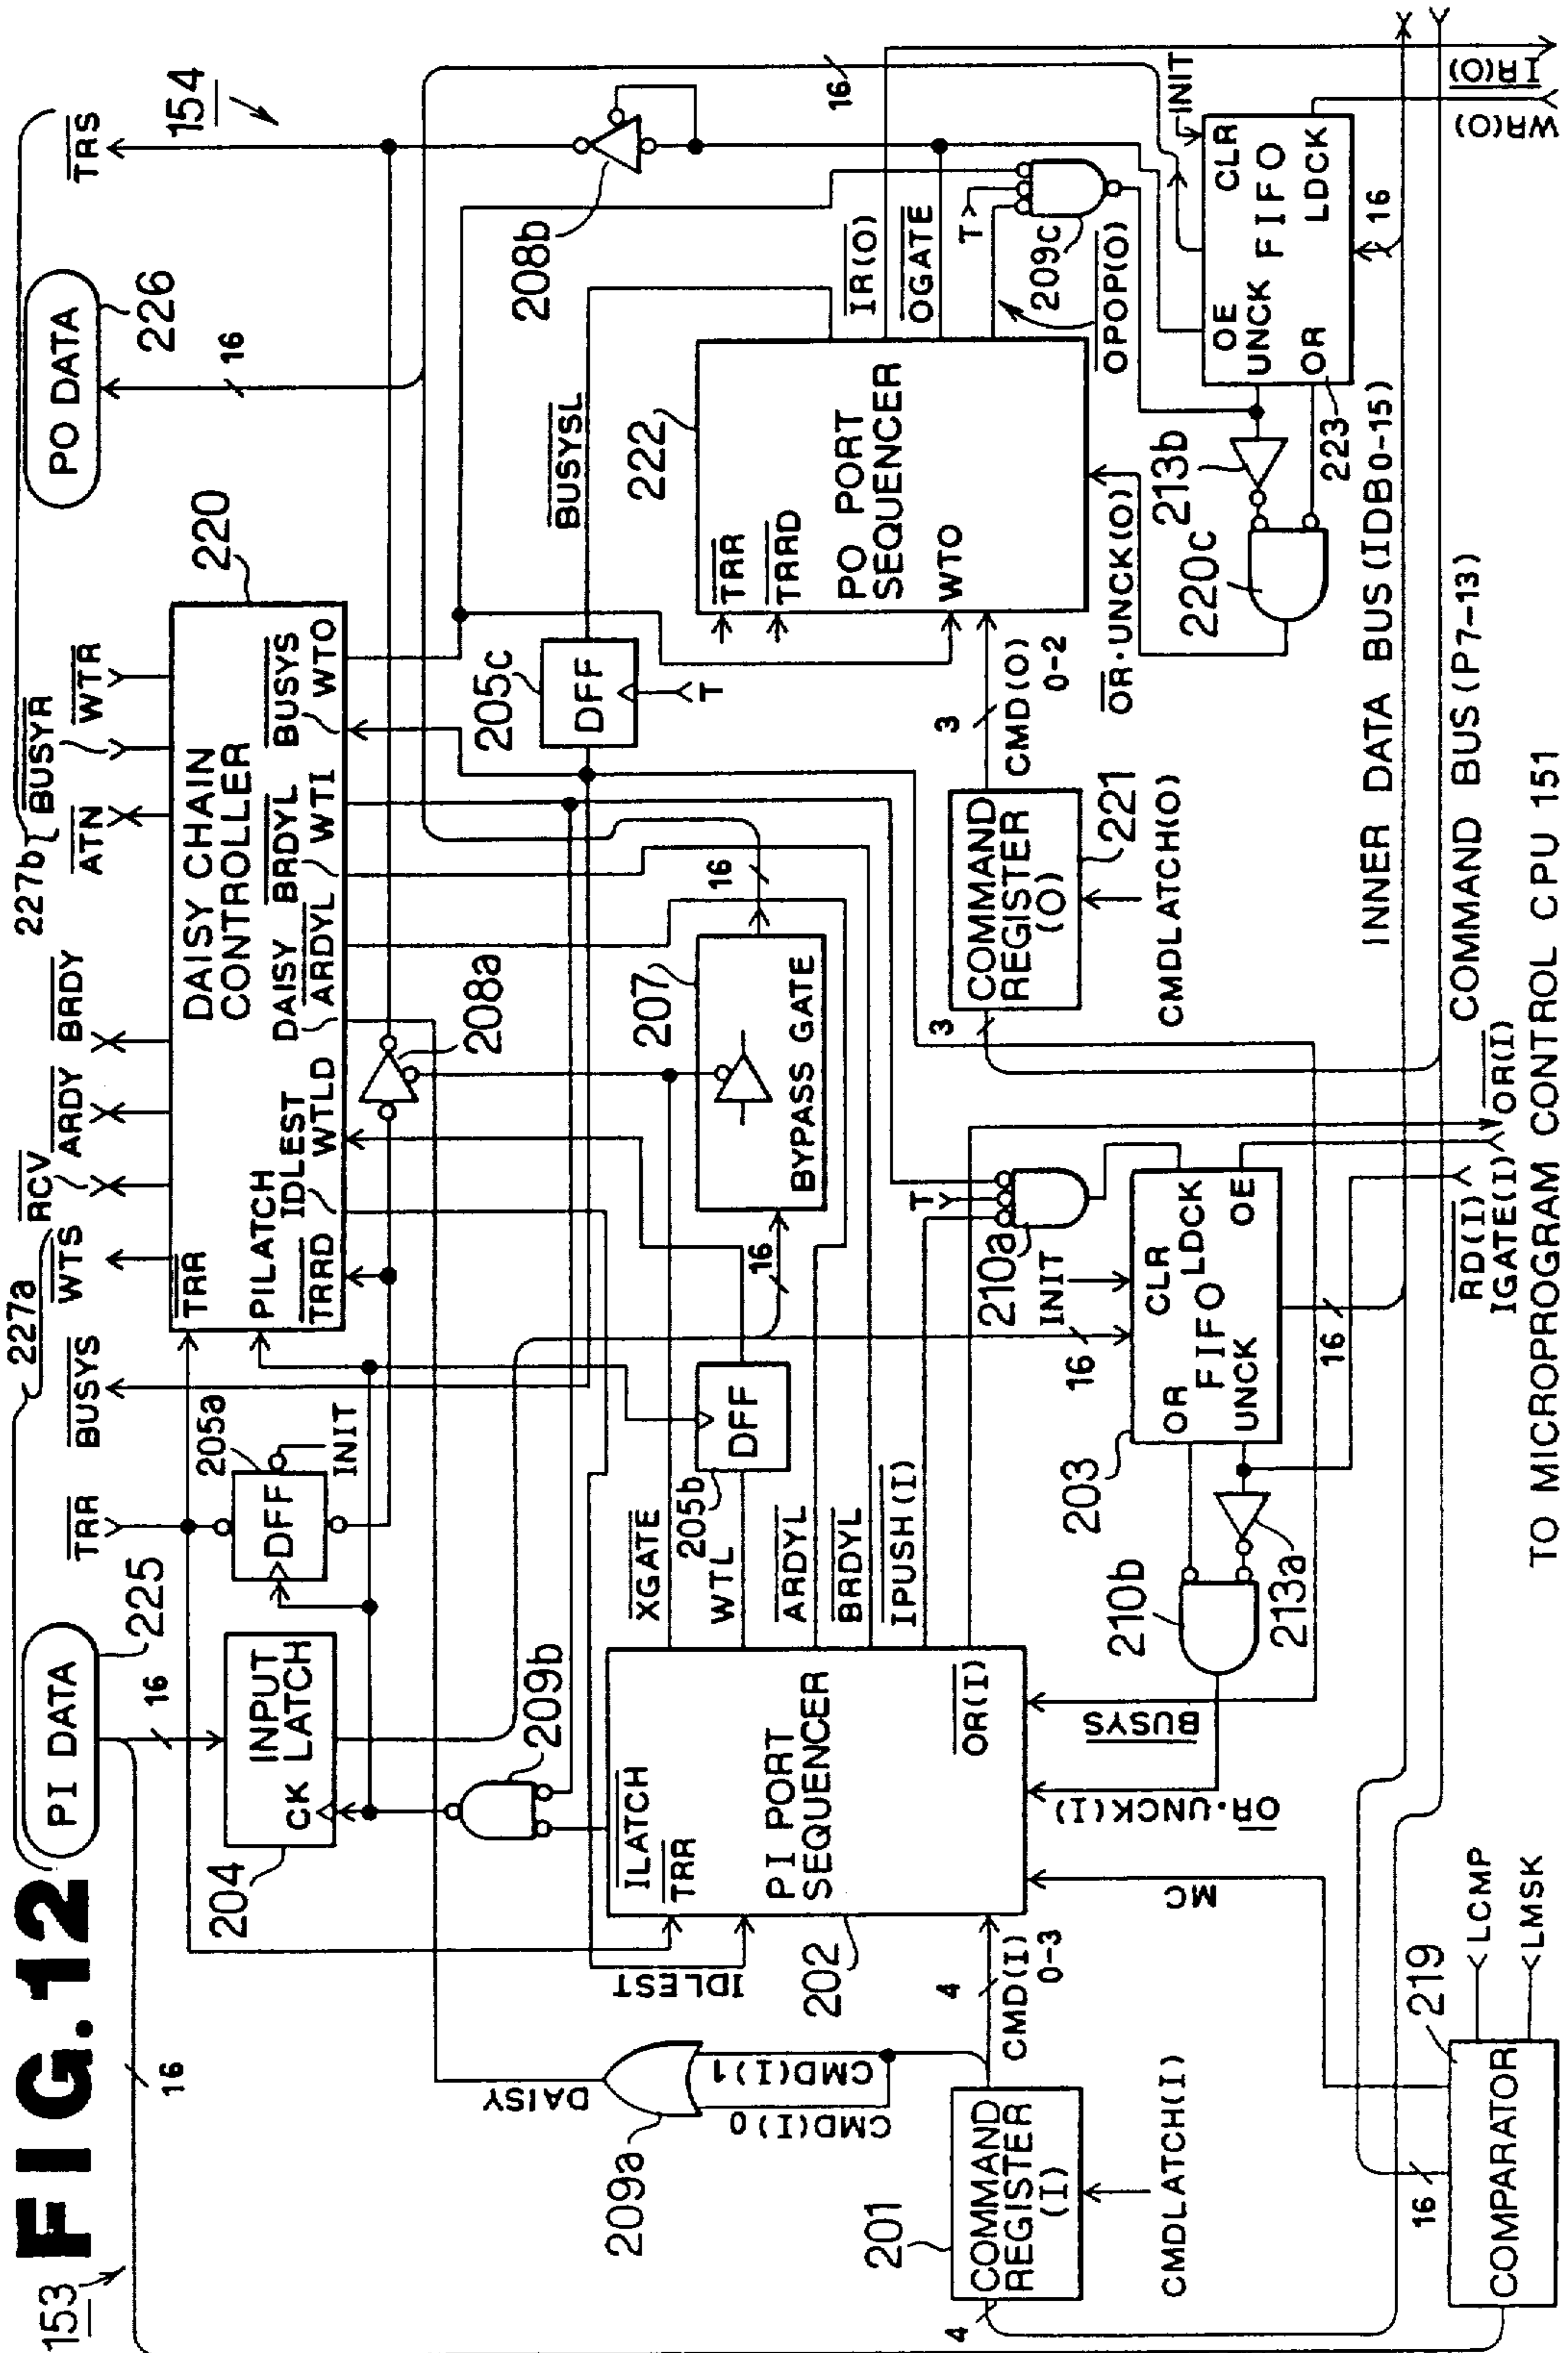 FIG.12
153
154
PI DATA
225
16
16
227a
TRR
BUSYS
WTS
RCV
ARDY
BRDY
227b
ATN
BUSYR
WTR
PO DATA
226
16
TRS
INPUT
LATCH
CK
204
DFF
205a
INIT
TRR
PILATCH
TRRD
IDLEST
WTLD
DAISY
ARDYL
BRDYL
WTI
BUSYS
WTO
DAISY CHAIN
CONTROLLER
220
208a
208b
209b
DAISY
209a
CMD(I)0
CMD(I)1
IDLEST
ILATCH
TRR
PI PORT
SEQUENCER
OR(I)
202
XGATE
WTL
ARDYL
BRDYL
IPUSH(I)
DFF
205b
16
207
BYPASS GATE
16
DFF
205c
T
BUSYSL
TRR
TRRD
PO PORT
SEQUENCER
WTO
222
IR(O)
OGATE
OPOP(O)
T
209c
16
COMMAND
REGISTER
(I)
201
4
4
CMD(I)
0-3
CMDLATCH(I)
MC
OR·UNCK(I)
BUSYS
210b
213a
203
OR
FIFO
UNCK
CLR
LDCK
OE
INIT
16
16
T
210a
COMMAND
REGISTER
(O)
221
3
3
CMD(O)
0-2
CMDLATCH(O)
OR·UNCK(O)
220c
213b
223
OE
UNCK
OR
FIFO
CLR
LDCK
INIT
16
COMPARATOR
219
16
LCMP
LMSK
RD(I)
IGATE(I)
OR(I)
INNER DATA BUS(IDB0-15)
COMMAND BUS(P7-13)
WR(O)
IR(O)
X
Y
TO MICROPROGRAM CONTROL CPU 151